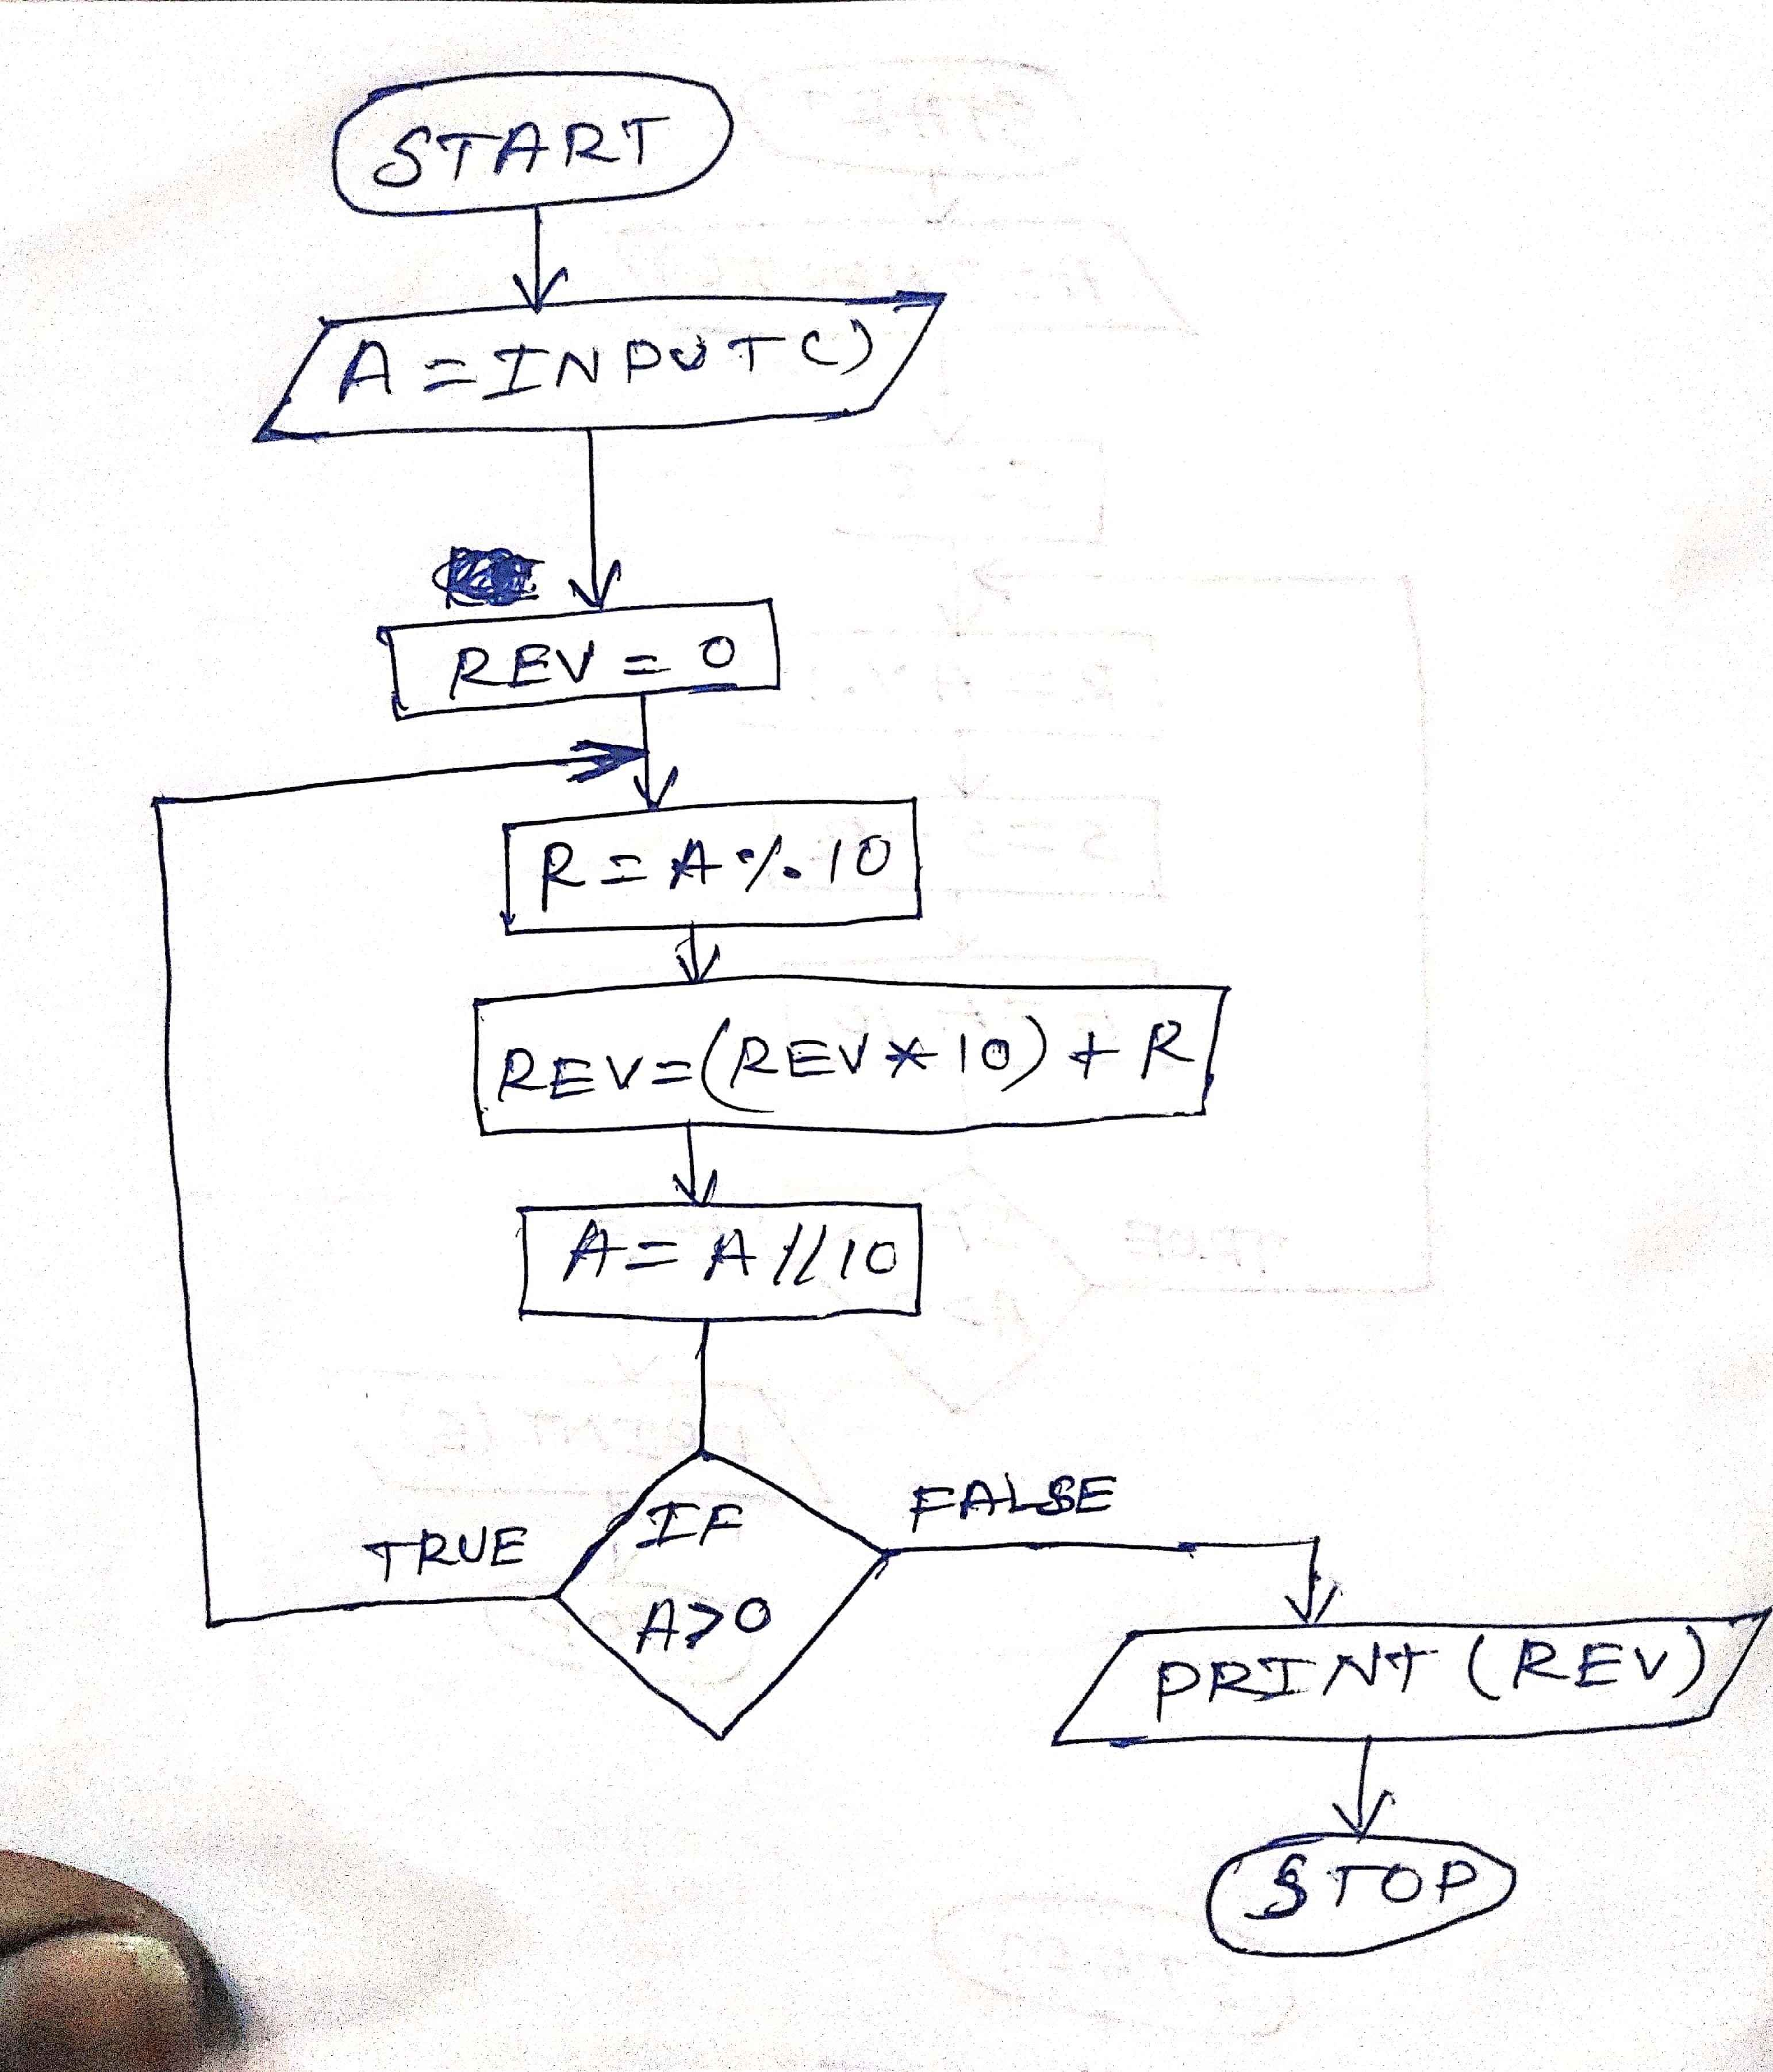 START
A=INPUT()
REV=0
R=A%10
REV=(REV*10)+R
A=A//10
IF
A>0
TRUE
FALSE
PRINT(REV)
STOP